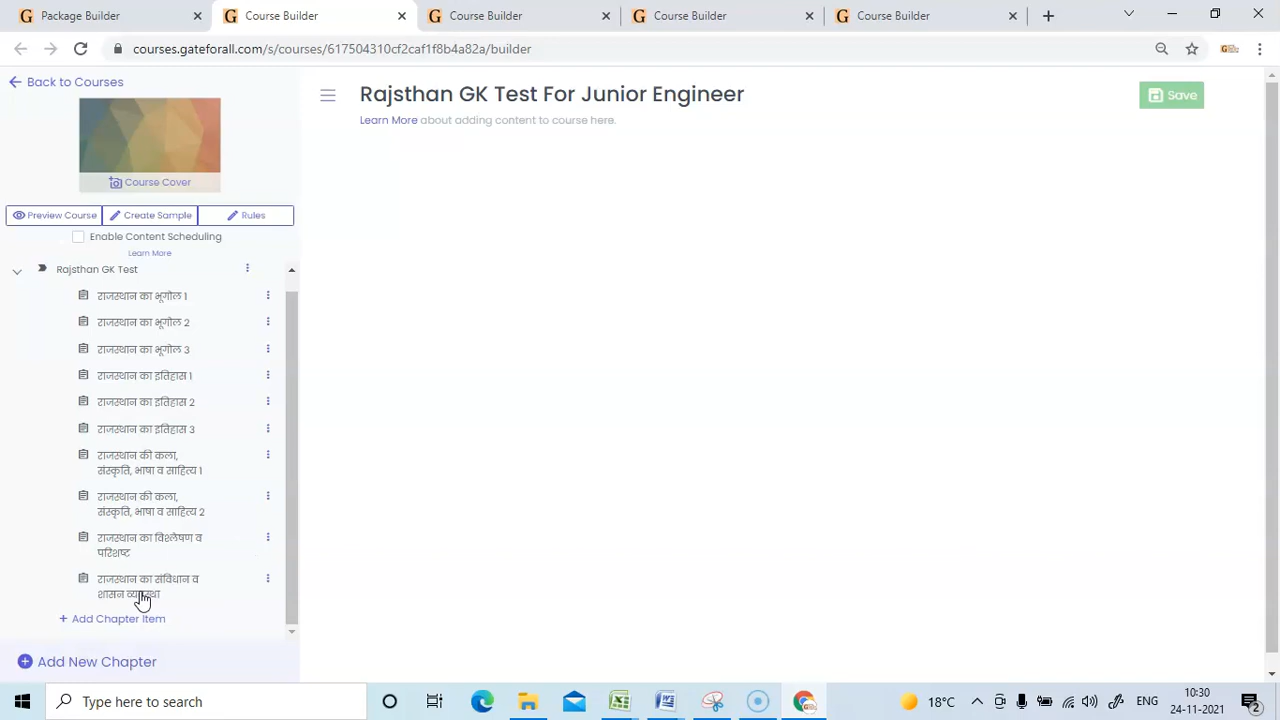 Package Builder
Course Builder
Course Builder
Course Builder
Course Builder
courses.gateforall.com/s/courses/617504310cf2caf1f8b4a82a/builder
Back to Courses
Course Cover
Preview Course
Create Sample
Rules
Enable Content Scheduling
Learn More
Rajsthan GK Test
राजस्थान का भूगोल 1
राजस्थान का भूगोल 2
राजस्थान का भूगोल 3
राजस्थान का इतिहास 1
राजस्थान का इतिहास 2
राजस्थान का इतिहास 3
राजस्थान की कला,
संस्कृति, भाषा व साहित्य 1
राजस्थान की कला,
संस्कृति, भाषा व साहित्य 2
राजस्थान का विश्लेषण व
परिशष्ट
राजस्थान का संविधान व
शासन व्यवस्था
+ Add Chapter Item
Add New Chapter
Rajsthan GK Test For Junior Engineer
Learn More about adding content to course here.
Save
Type here to search
18°C
ENG
10:30
24-11-2021
2